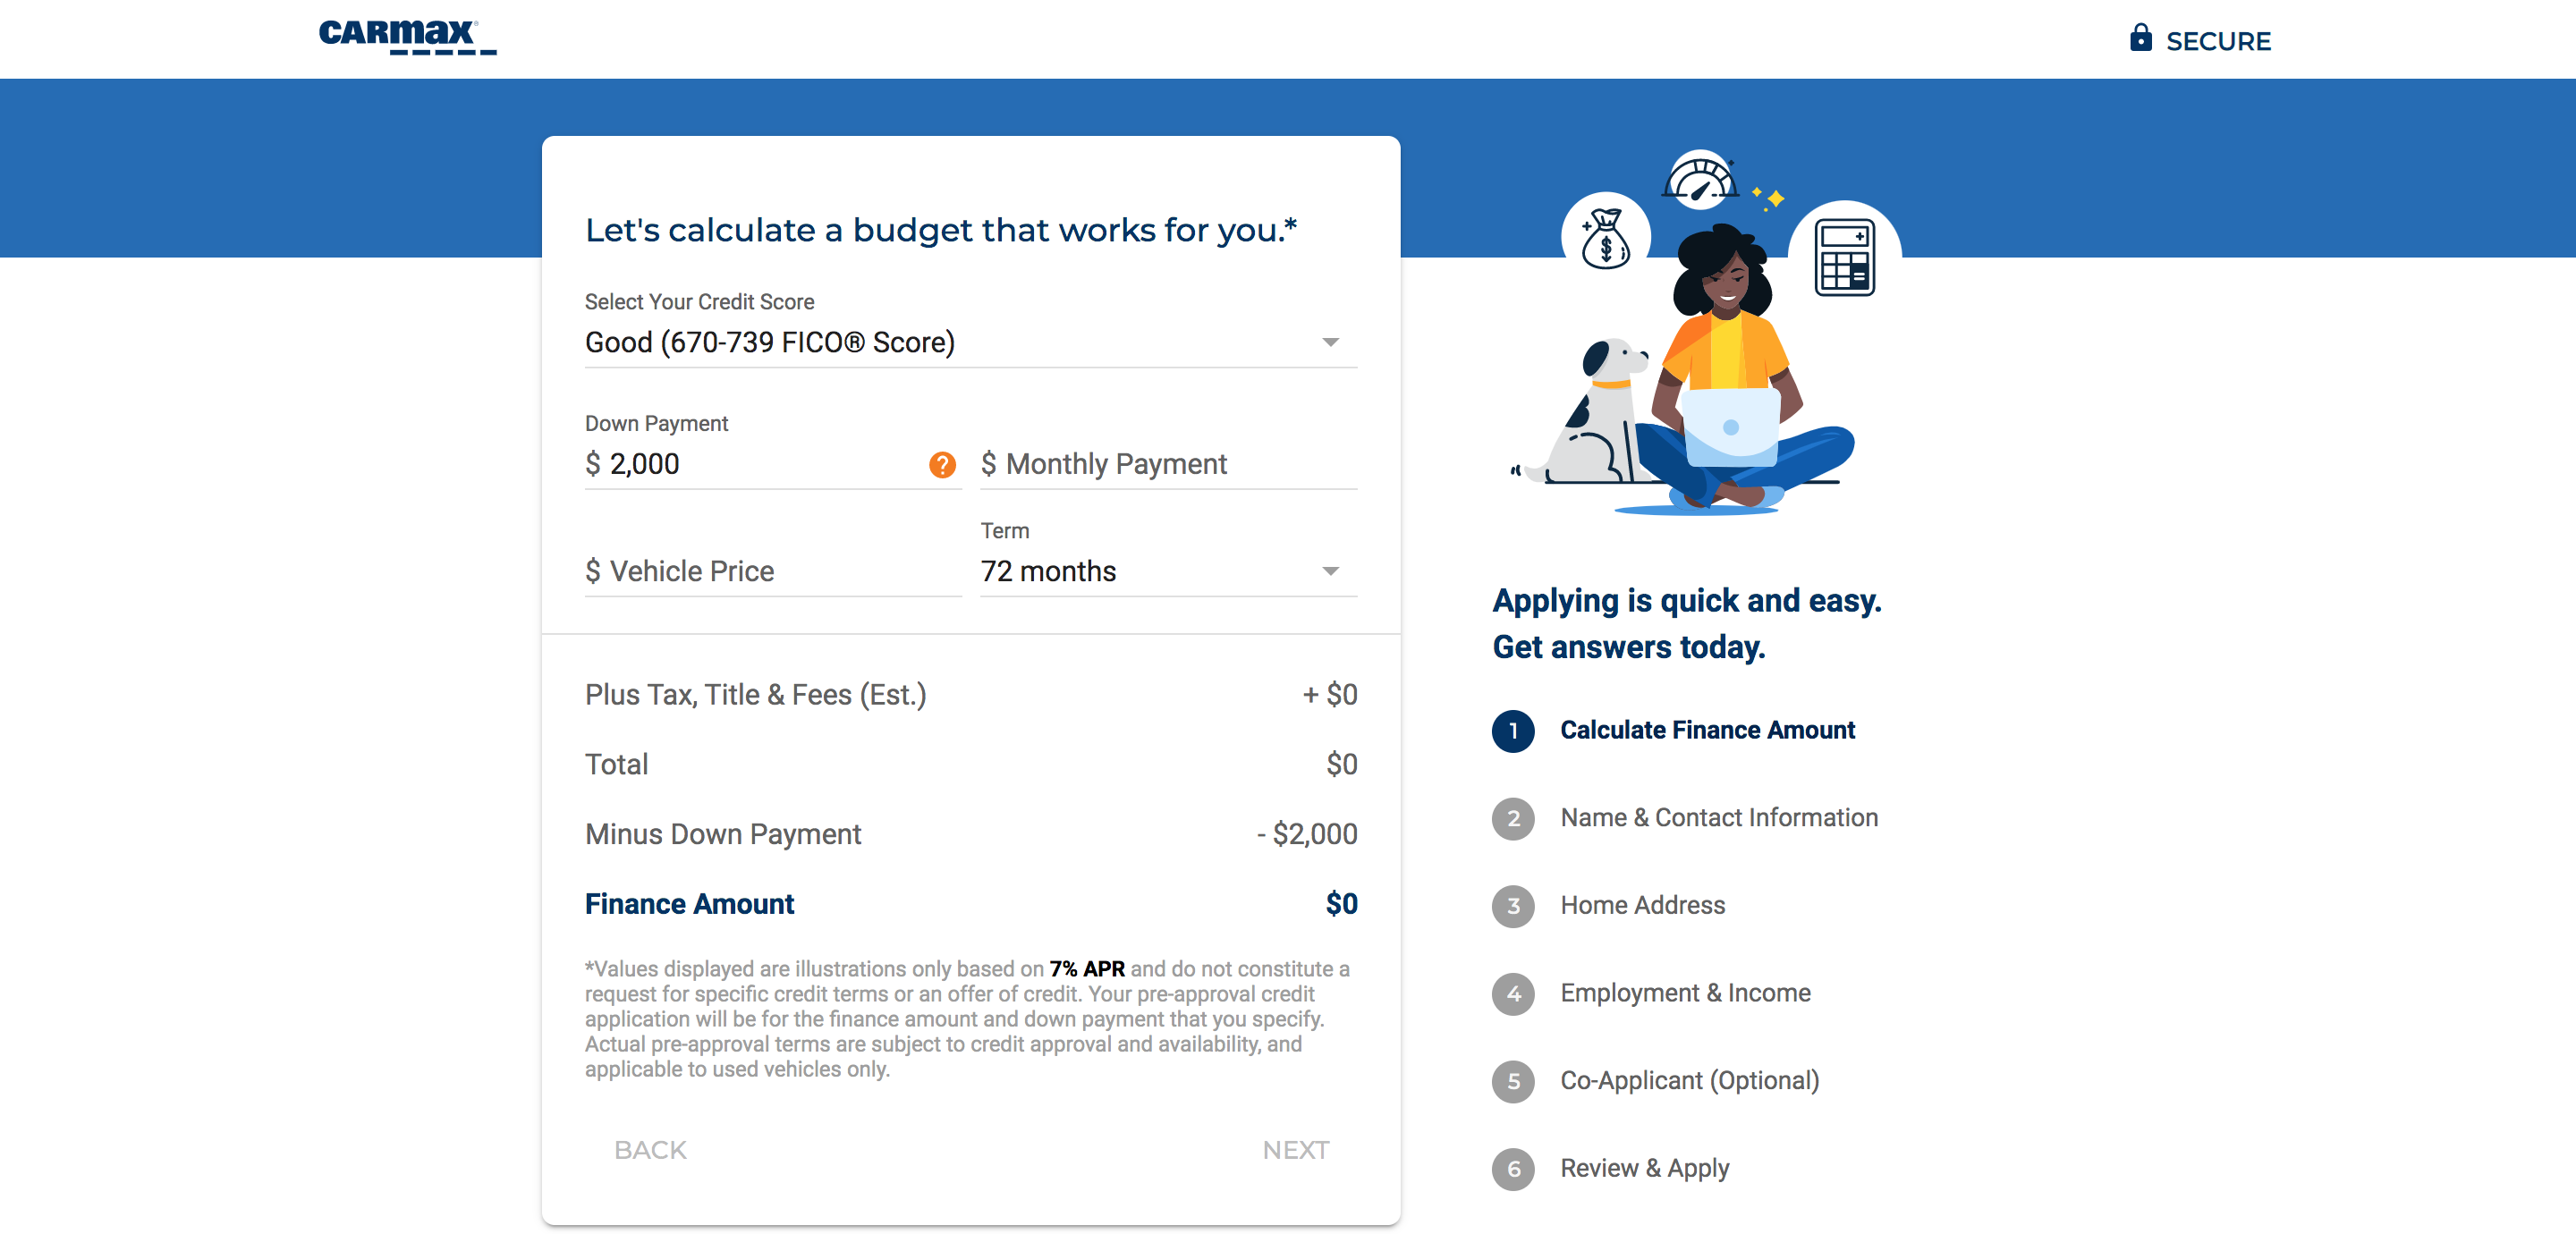 CARMAX®
SECURE
Let's calculate a budget that works for you.*
Select Your Credit Score
Good (670-739 FICO® Score)
Down Payment
$ 2,000 ? $ Monthly Payment
Term
$ Vehicle Price 72 months
Plus Tax, Title & Fees (Est.) + $0
Total $0
Minus Down Payment - $2,000
Finance Amount $0
*Values displayed are illustrations only based on 7% APR and do not constitute a
request for specific credit terms or an offer of credit. Your pre-approval credit
application will be for the finance amount and down payment that you specify.
Actual pre-approval terms are subject to credit approval and availability, and
applicable to used vehicles only.
BACK NEXT
$
Applying is quick and easy.
Get answers today.
1 Calculate Finance Amount
2 Name & Contact Information
3 Home Address
4 Employment & Income
5 Co-Applicant (Optional)
6 Review & Apply